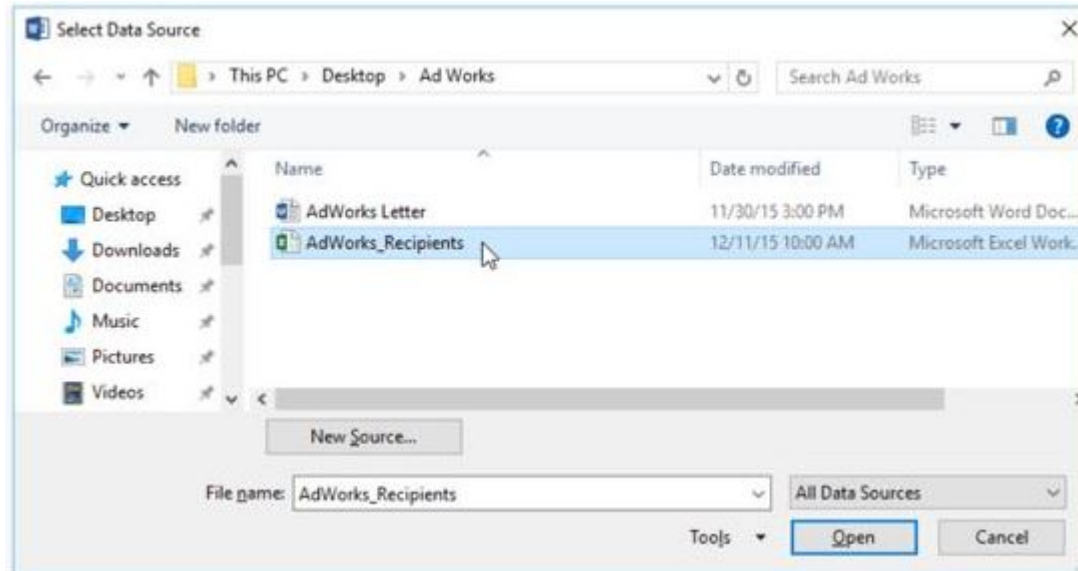 Select Data Source
This PC > Desktop > Ad Works
Search Ad Works
Organize
New folder
Name
Date modified
Type
Quick access
Desktop
Downloads
Documents
Music
Pictures
Videos
AdWorks Letter 11/30/15 3:00 PM Microsoft Word Doc...
AdWorks_Recipients 12/11/15 10:00 AM Microsoft Excel Work..
New Source...
File name: AdWorks_Recipients All Data Sources
Tools Open Cancel